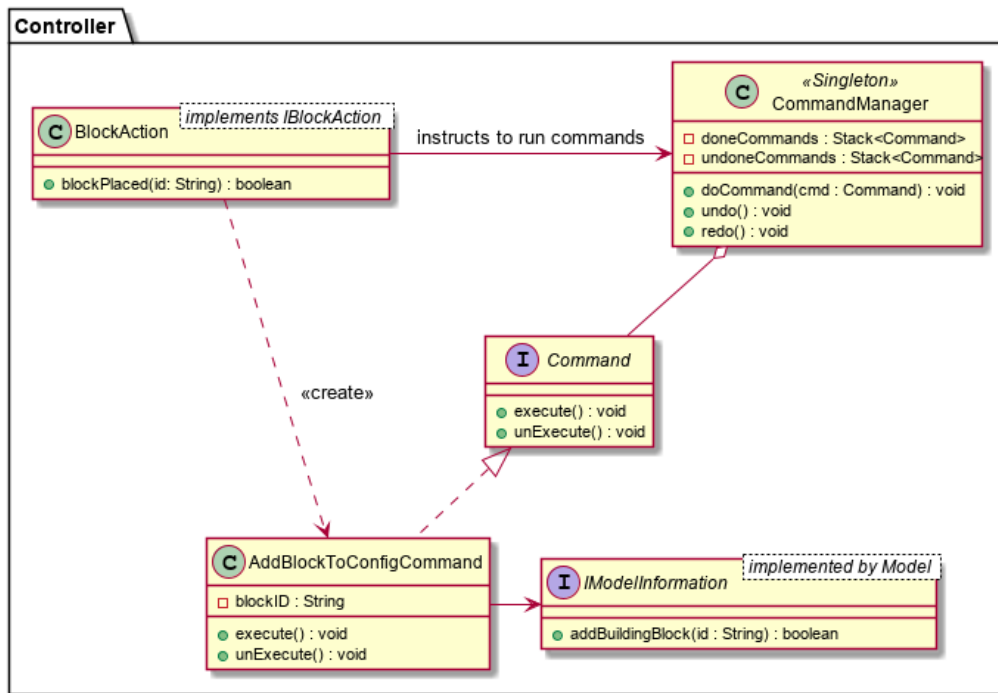 Controller
C BlockAction
implements IBlockAction
blockPlaced(id: String) : boolean
instructs to run commands
«Singleton»
C CommandManager
doneCommands : Stack<Command>
undoneCommands : Stack<Command>
doCommand(cmd : Command) : void
undo() : void
redo() : void
«create»
I Command
execute() : void
unExecute() : void
C AddBlockToConfigCommand
blockID : String
execute() : void
unExecute() : void
I IModelInformation
implemented by Model
addBuildingBlock(id : String) : boolean